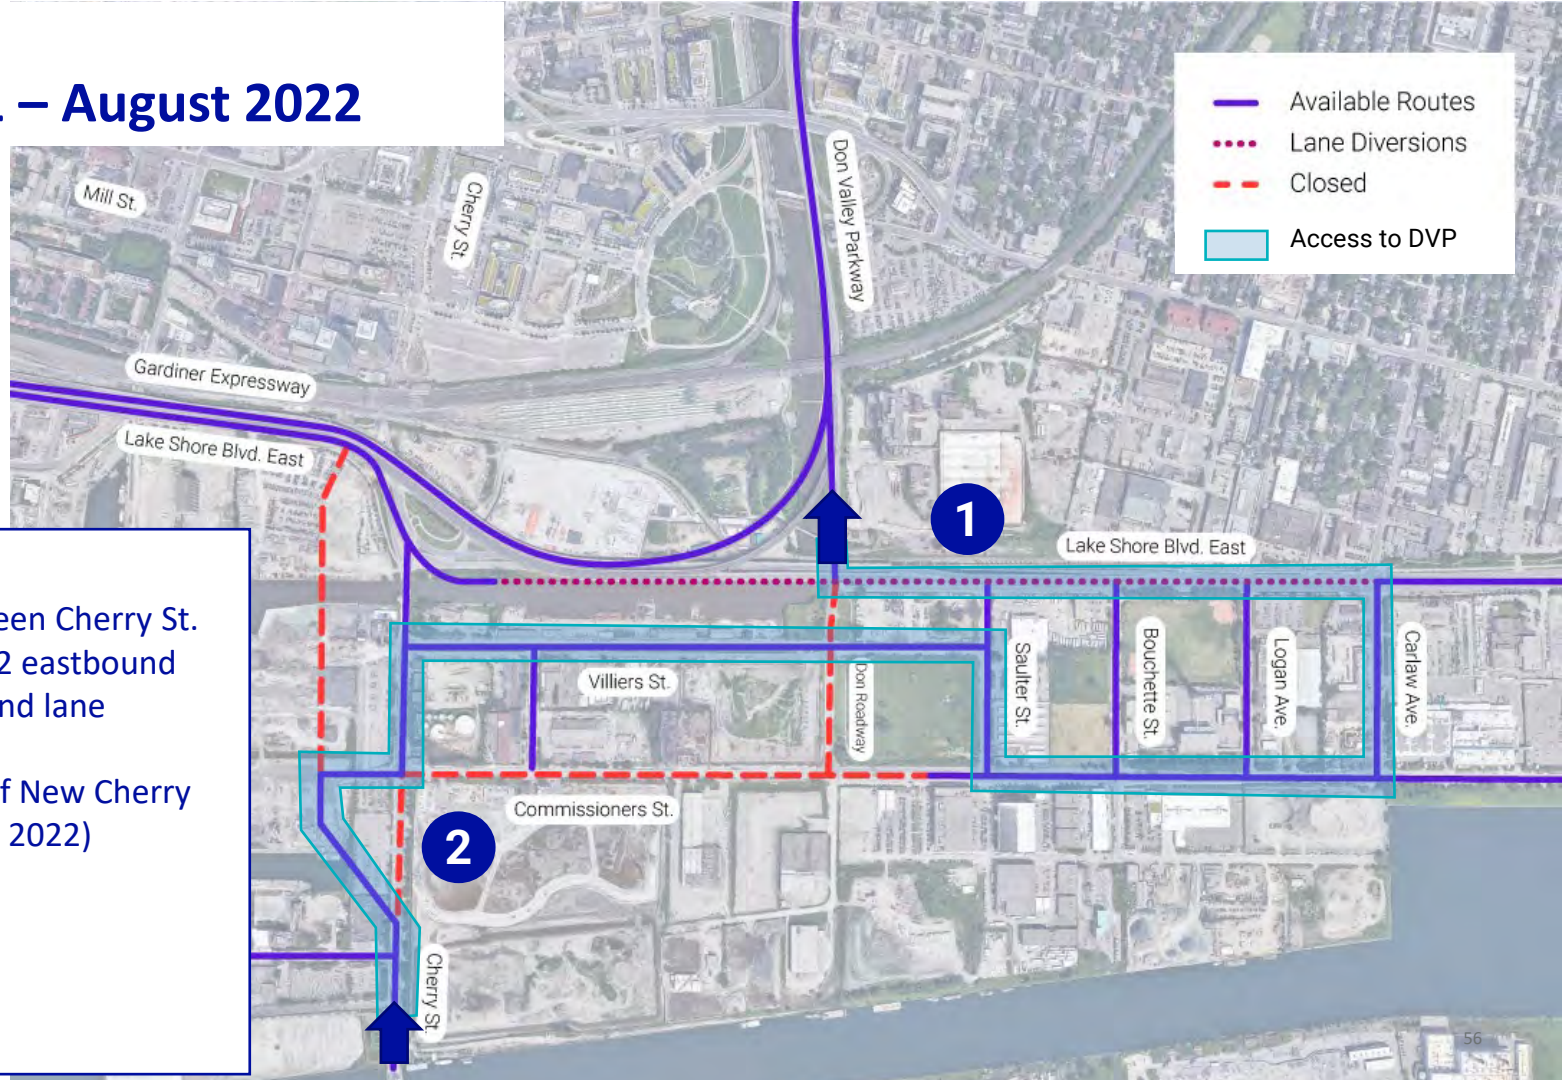 – August 2022
Available Routes
Lane Diversions
Closed
Access to DVP
Mill St.
Cherry St.
Don Valley Parkway
Gardiner Expressway
Lake Shore Blvd. East
1
Lake Shore Blvd. East
een Cherry St.
2 eastbound
nd lane
f New Cherry
2022)
Villiers St.
Don Roadway
Saulter St.
Bouchette St.
Logan Ave.
Carlaw Ave.
Commissioners St.
2
Cherry St.
56